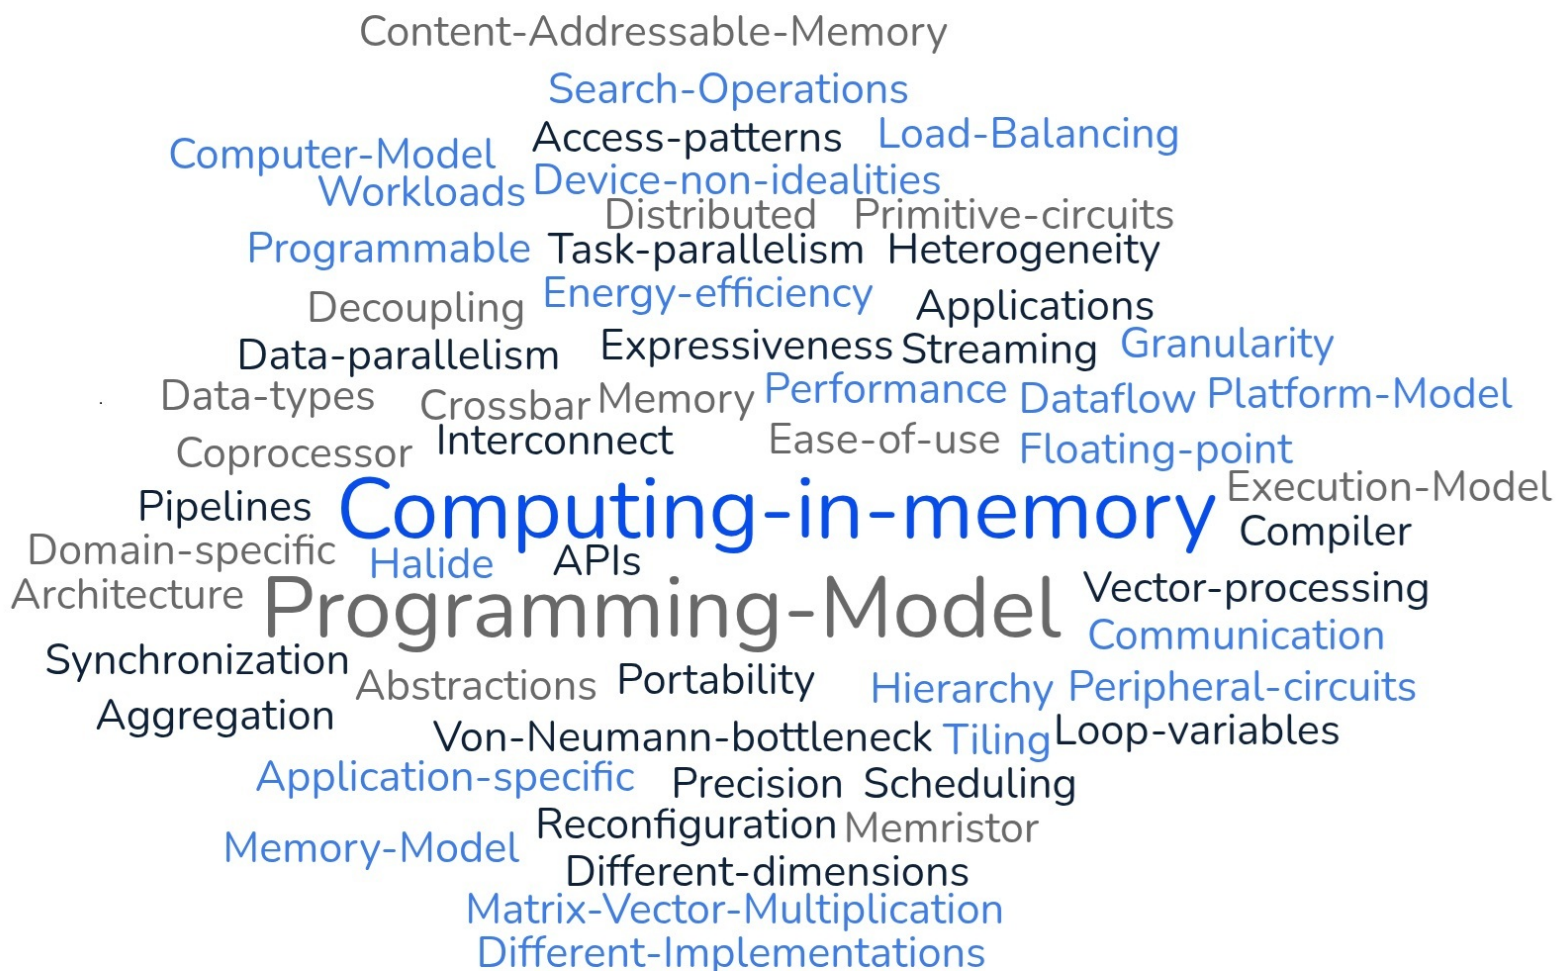 Content-Addressable-Memory
Search-Operations
Access-patterns Load-Balancing
Computer-Model
Workloads Device-non-idealities
Distributed Primitive-circuits
Programmable Task-parallelism Heterogeneity
Decoupling Energy-efficiency Applications
Data-parallelism Expressiveness Streaming Granularity
Data-types Crossbar Memory Performance Dataflow Platform-Model
Coprocessor Interconnect Ease-of-use Floating-point
Pipelines Computing-in-memory Execution-Model
Compiler
Domain-specific Halide APIs
Architecture Programming-Model Vector-processing
Communication
Synchronization Abstractions Portability Hierarchy Peripheral-circuits
Aggregation Von-Neumann-bottleneck Tiling Loop-variables
Application-specific Precision Scheduling
Memory-Model Reconfiguration Memristor
Different-dimensions
Matrix-Vector-Multiplication
Different-Implementations